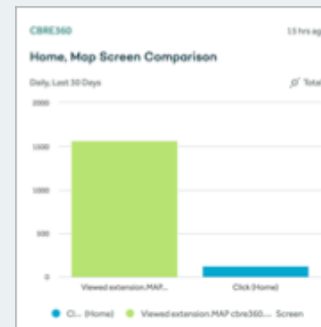 CBRE360 15 hrs ag
Home, Map Screen Comparison
Daily, Last 30 Days Total
2000
1500
1000
500
0
Viewed extension.MAP... Click (Home)
Cl... (Home) Viewed extension.MAP cbre360.... Screen